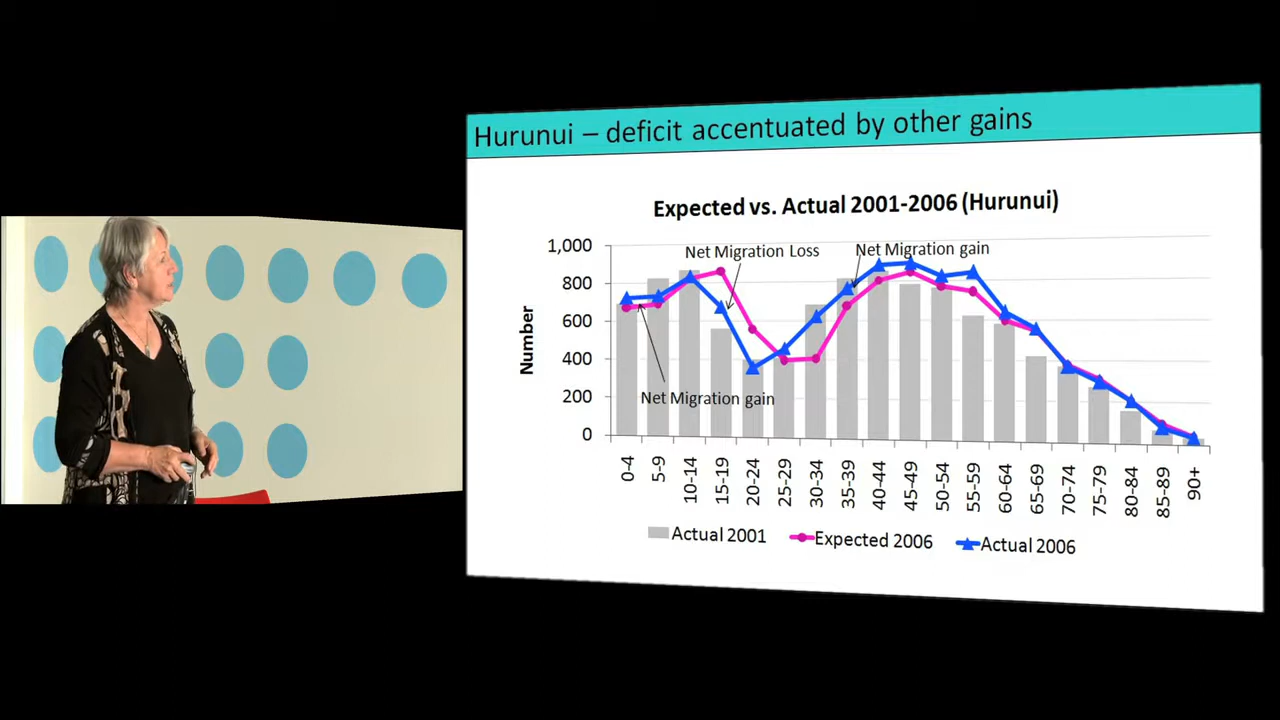 Hurunui – deficit accentuated by other gains
Expected vs. Actual 2001-2006 (Hurunui)
Number
1,000
800
600
400
200
0
Net Migration Loss
Net Migration gain
Net Migration gain
0-4
5-9
10-14
15-19
20-24
25-29
30-34
35-39
40-44
45-49
50-54
55-59
60-64
65-69
70-74
75-79
80-84
85-89
90+
Actual 2001
Expected 2006
Actual 2006